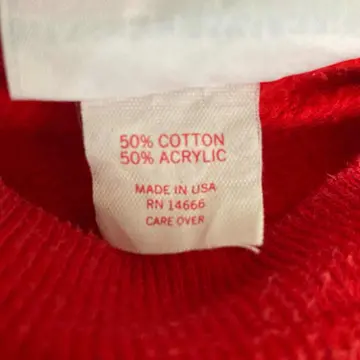 50% COTTON
50% ACRYLIC
MADE IN USA
RN 14666
CARE OVER